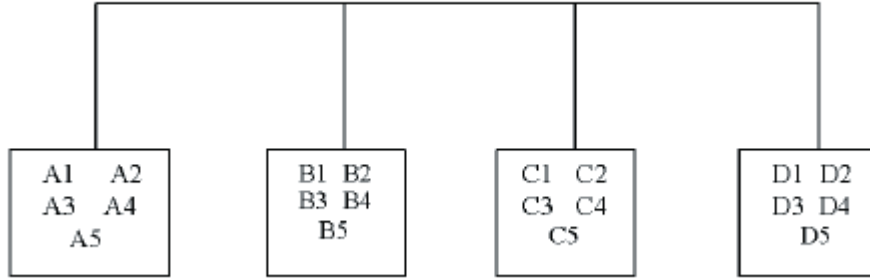 A1 A2
A3 A4
A5
B1 B2
B3 B4
B5
C1 C2
C3 C4
C5
D1 D2
D3 D4
D5